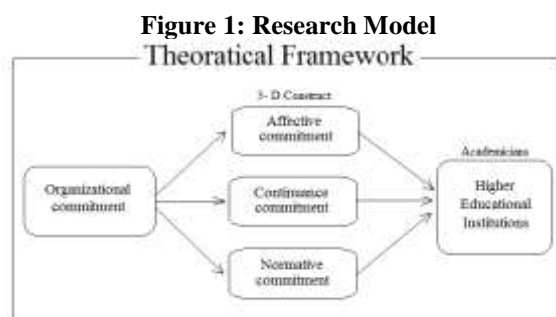 Figure 1: Research Model
Theoratical Framework
3- D Construct
Affective
commitment
Academicians
Organizational
commitment
Continuance
commitment
Higher
Educational
Institutions
Normative
commitment